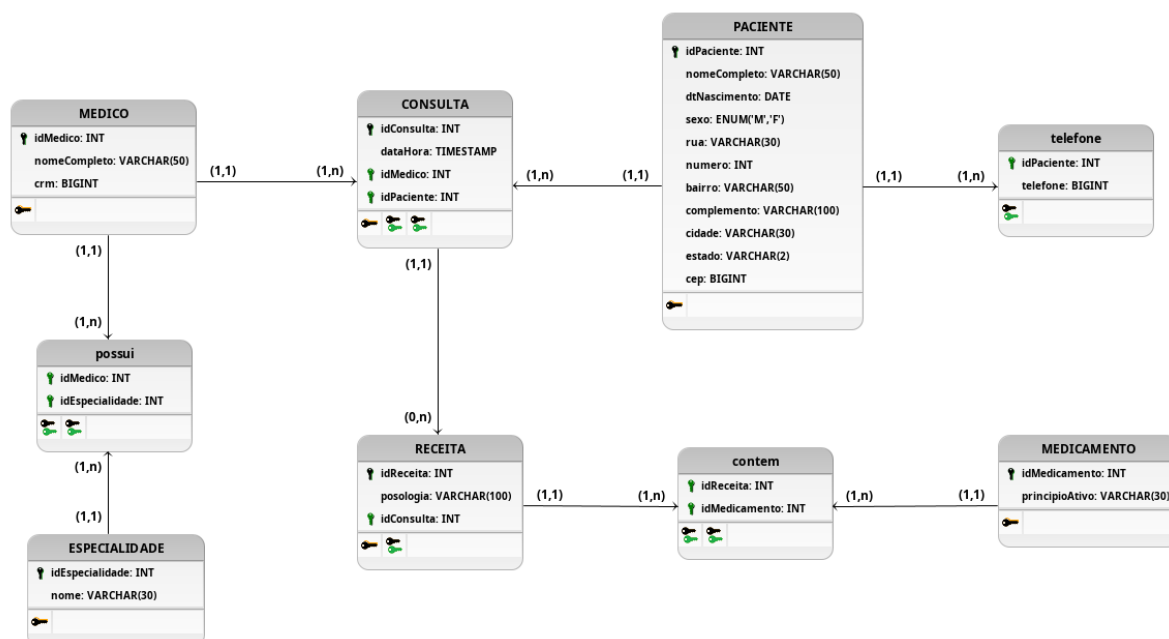 PACIENTE
idPaciente: INT
nomeCompleto: VARCHAR(50)
dtNascimento: DATE
sexo: ENUM('M','F')
rua: VARCHAR(30)
numero: INT
bairro: VARCHAR(50)
complemento: VARCHAR(100)
cidade: VARCHAR(30)
estado: VARCHAR(2)
cep: BIGINT
MEDICO
idMedico: INT
nomeCompleto: VARCHAR(50)
crm: BIGINT
(1,1)
(1,n)
CONSULTA
idConsulta: INT
dataHora: TIMESTAMP
idMedico: INT
idPaciente: INT
(1,n)
(1,1)
(1,1)
(1,n)
telefone
idPaciente: INT
telefone: BIGINT
(1,1)
(1,n)
possui
idMedico: INT
idEspecialidade: INT
(1,n)
(1,1)
ESPECIALIDADE
idEspecialidade: INT
nome: VARCHAR(30)
(1,1)
(0,n)
RECEITA
idReceita: INT
posologia: VARCHAR(100)
idConsulta: INT
(1,1)
(1,n)
contem
idReceita: INT
idMedicamento: INT
(1,n)
(1,1)
MEDICAMENTO
idMedicamento: INT
principioAtivo: VARCHAR(30)